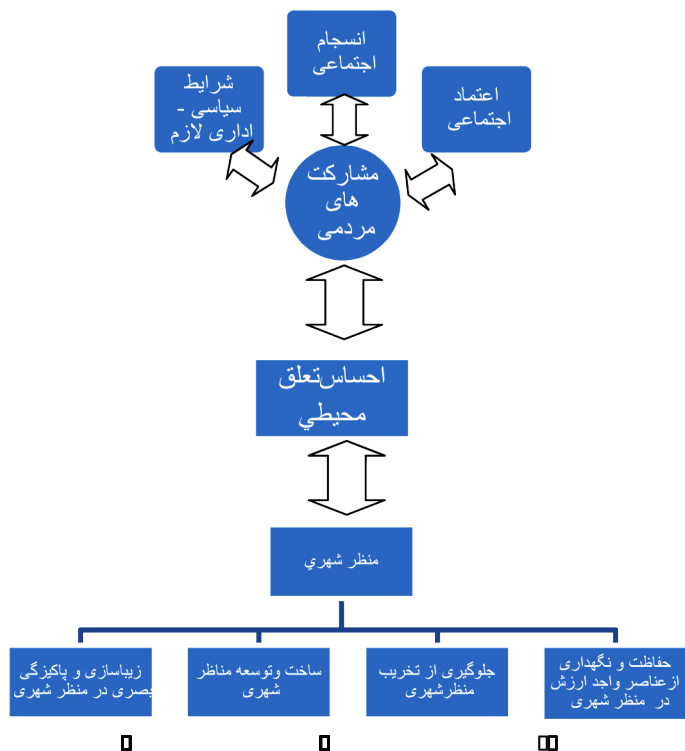 انسجام
اجتماعی
شرایط
سیاسی -
اداری لازم
اعتماد
اجتماعی
مشارکت
های
مردمی
احساس‌تعلق
محيطي
منظر شهري
حفاظت و نگهداری
ازعناصر واجد ارزش
در منظر شهری
جلوگیری از تخریب
منظرشهری
ساخت وتوسعه مناظر
شهری
زیباسازی و پاکیزگی
بصری در منظر شهری